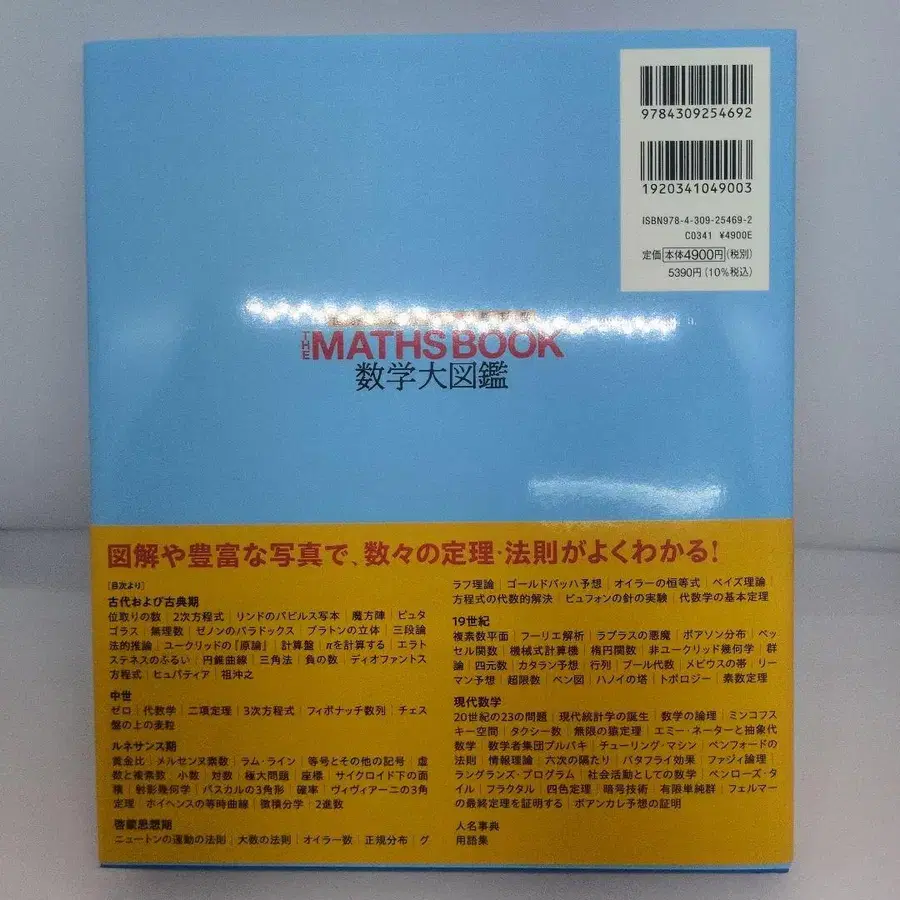 9784309254692
1920341049003
ISBN978-4-309-25469-2
C0341 ¥4900E
定価 本体4900円(税別)
5390円(10%税込)
THE MATHS BOOK
数学大図鑑
図解や豊富な写真で、数々の定理・法則がよくわかる!
[目次より]
古代および古典期
位取りの数│2次方程式│リンドのパピルス写本│魔方陣│ピュタ
ゴラス│無理数│ゼノンのパラドックス│プラトンの立体│三段論
法的推論│ユークリッドの『原論』│計算盤│πを計算する│エラト
ステネスのふるい│円錐曲線│三角法│負の数│ディオファントス
方程式│ヒュパティア│祖沖之
中世
ゼロ│代数学│二項定理│3次方程式│フィボナッチ数列│チェス
盤の上の麦粒
ルネサンス期
黄金比│メルセンヌ素数│ラム・ライン│等号とその他の記号│虚
数と複素数│小数│対数│極大問題│座標│サイクロイド下の面
積│射影幾何学│パスカルの3角形│確率│ヴィヴィアーニの3角
定理│ホイヘンスの等時曲線│微積分学│2進数
啓蒙思想期
ニュートンの運動の法則│大数の法則│オイラー数│正規分布│グ
ラフ理論│ゴールドバッハ予想│オイラーの恒等式│ベイズ理論│
方程式の代数的解決│ビュフォンの針の実験│代数学の基本定理
19世紀
複素数平面│フーリエ解析│ラプラスの悪魔│ポアソン分布│ベッ
セル関数│機械式計算機│楕円関数│非ユークリッド幾何学│群
論│四元数│カタラン予想│行列│ブール代数│メビウスの帯│リー
マン予想│超限数│ベン図│ハノイの塔│トポロジー│素数定理
現代数学
20世紀の23の問題│現代統計学の誕生│数学の論理│ミンコフス
キー空間│タクシー数│無限の猿定理│エミー・ネーターと抽象代
数学│数学者集団ブルバキ│チューリング・マシン│ベンフォードの
法則│情報理論│六次の隔たり│バタフライ効果│ファジィ論理│
ラングランズ・プログラム│社会活動としての数学│ペンローズ・タ
イル│フラクタル│四色定理│暗号技術│有限単純群│フェルマー
の最終定理を証明する│ポアンカレ予想の証明
人名事典
用語集